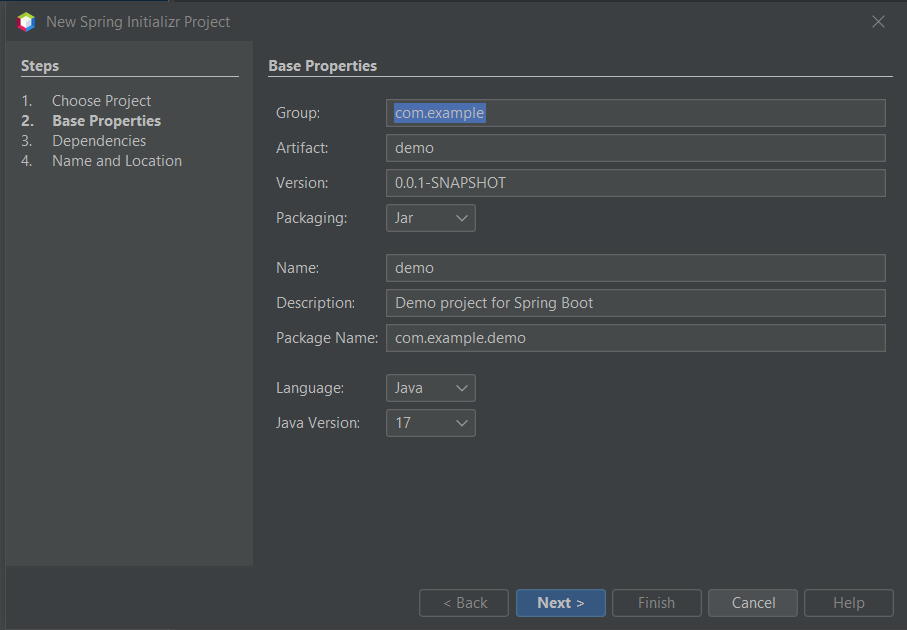 New Spring Initializr Project
Steps
1. Choose Project
2. Base Properties
3. Dependencies
4. Name and Location
Base Properties
Group: com.example
Artifact: demo
Version: 0.0.1-SNAPSHOT
Packaging: Jar
Name: demo
Description: Demo project for Spring Boot
Package Name: com.example.demo
Language: Java
Java Version: 17
< Back Next > Finish Cancel Help